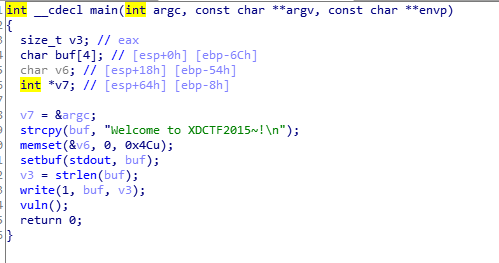 int __cdecl main(int argc, const char **argv, const char **envp)
{
size_t v3; // eax
char buf[4]; // [esp+0h] [ebp-6Ch]
char v6; // [esp+18h] [ebp-54h]
int *v7; // [esp+64h] [ebp-8h]
v7 = &argc;
strcpy(buf, "Welcome to XDCTF2015~!\n");
memset(&v6, 0, 0x4Cu);
setbuf(stdout, buf);
v3 = strlen(buf);
write(1, buf, v3);
vuln();
return 0;
}